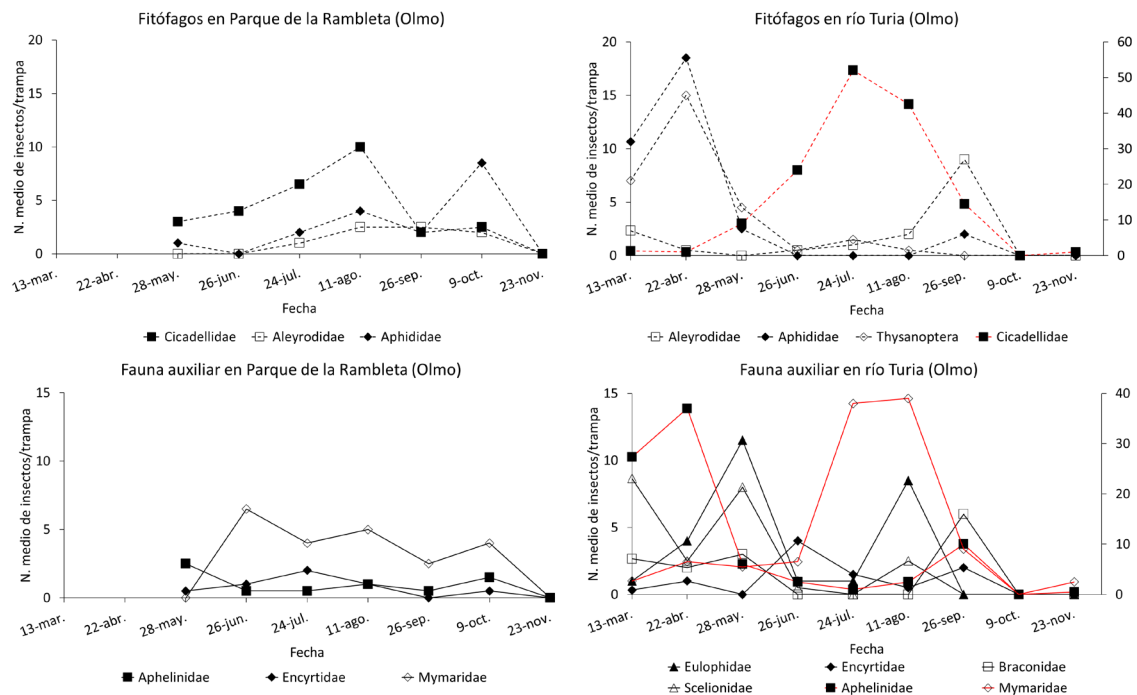 Fitófagos en Parque de la Rambleta (Olmo)
N. medio de insectos/trampa
20
15
10
5
0
13-mar.
22-abr.
28-may.
26-jun.
24-jul.
11-ago.
26-sep.
9-oct.
23-nov.
Fecha
Cicadellidae Aleyrodidae Aphididae
Fitófagos en río Turia (Olmo)
N. medio de insectos/trampa
20
15
10
5
0
60
50
40
30
20
10
0
13-mar.
22-abr.
28-may.
26-jun.
24-jul.
11-ago.
26-sep.
9-oct.
23-nov.
Fecha
Aleyrodidae Aphididae Thysanoptera Cicadellidae
Fauna auxiliar en Parque de la Rambleta (Olmo)
N. medio de insectos/trampa
15
10
5
0
13-mar.
22-abr.
28-may.
26-jun.
24-jul.
11-ago.
26-sep.
9-oct.
23-nov.
Fecha
Aphelinidae Encyrtidae Mymaridae
Fauna auxiliar en río Turia (Olmo)
N. medio de insectos/trampa
15
10
5
0
40
30
20
10
0
13-mar.
22-abr.
28-may.
26-jun.
24-jul.
11-ago.
26-sep.
9-oct.
23-nov.
Fecha
Eulophidae Encyrtidae Braconidae
Scelionidae Aphelinidae Mymaridae